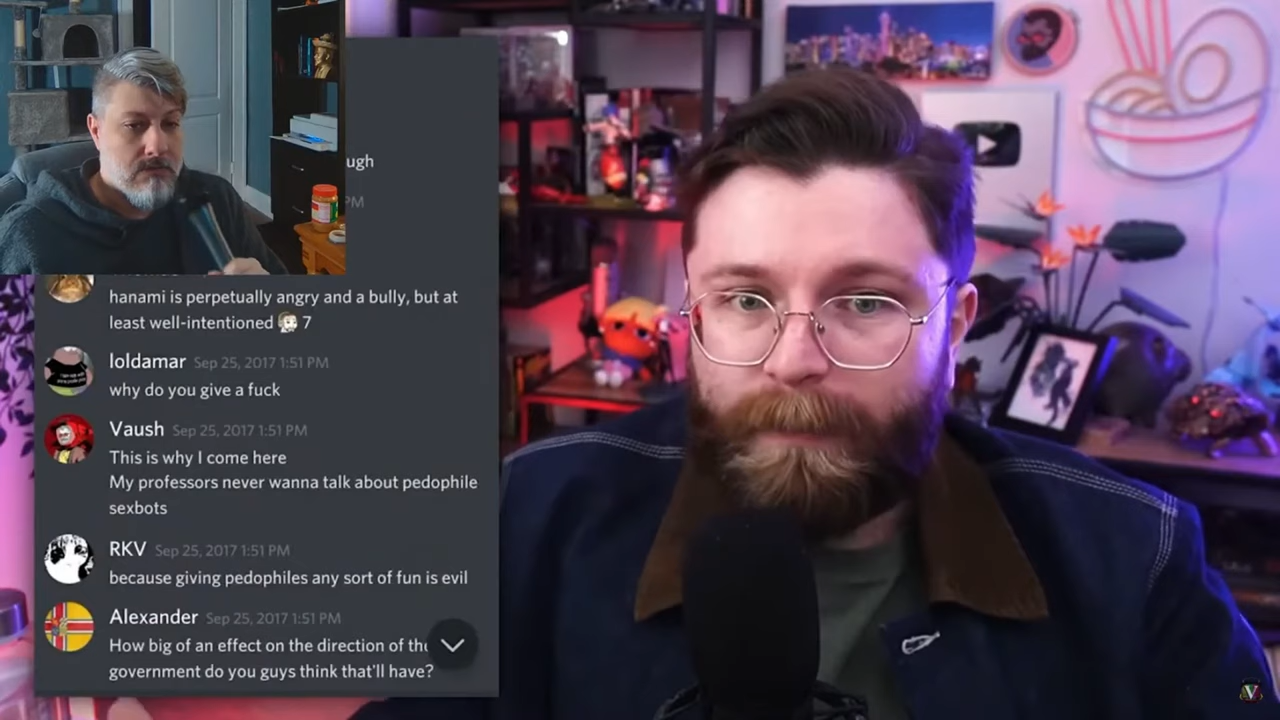 ugh
PM
hanami is perpetually angry and a bully, but at
least well-intentioned 7
loldamar Sep 25, 2017 1:51 PM
why do you give a fuck
Vaush Sep 25, 2017 1:51 PM
This is why I come here
My professors never wanna talk about pedophile
sexbots
RKV Sep 25, 2017 1:51 PM
because giving pedophiles any sort of fun is evil
Alexander Sep 25, 2017 1:51 PM
How big of an effect on the direction of the
government do you guys think that'll have?
V